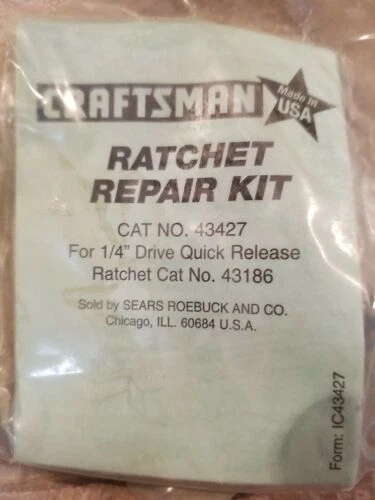 CRAFTSMAN
Made in
USA
RATCHET
REPAIR KIT
CAT NO. 43427
For 1/4" Drive Quick Release
Ratchet Cat No. 43186
Sold by SEARS ROEBUCK AND CO.
Chicago, ILL. 60684 U.S.A.
Form: IC43427